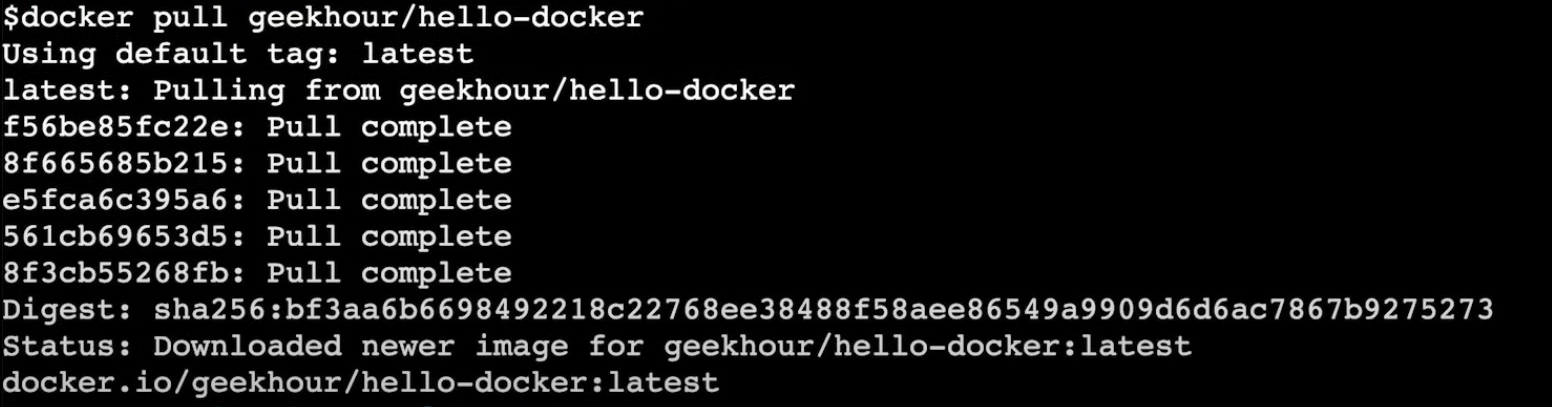 $docker pull geekhour/hello-docker
Using default tag: latest
latest: Pulling from geekhour/hello-docker
f56be85fc22e: Pull complete
8f665685b215: Pull complete
e5fca6c395a6: Pull complete
561cb69653d5: Pull complete
8f3cb55268fb: Pull complete
Digest: sha256:bf3aa6b6698492218c22768ee38488f58aee86549a9909d6d6ac7867b9275273
Status: Downloaded newer image for geekhour/hello-docker:latest
docker.io/geekhour/hello-docker:latest